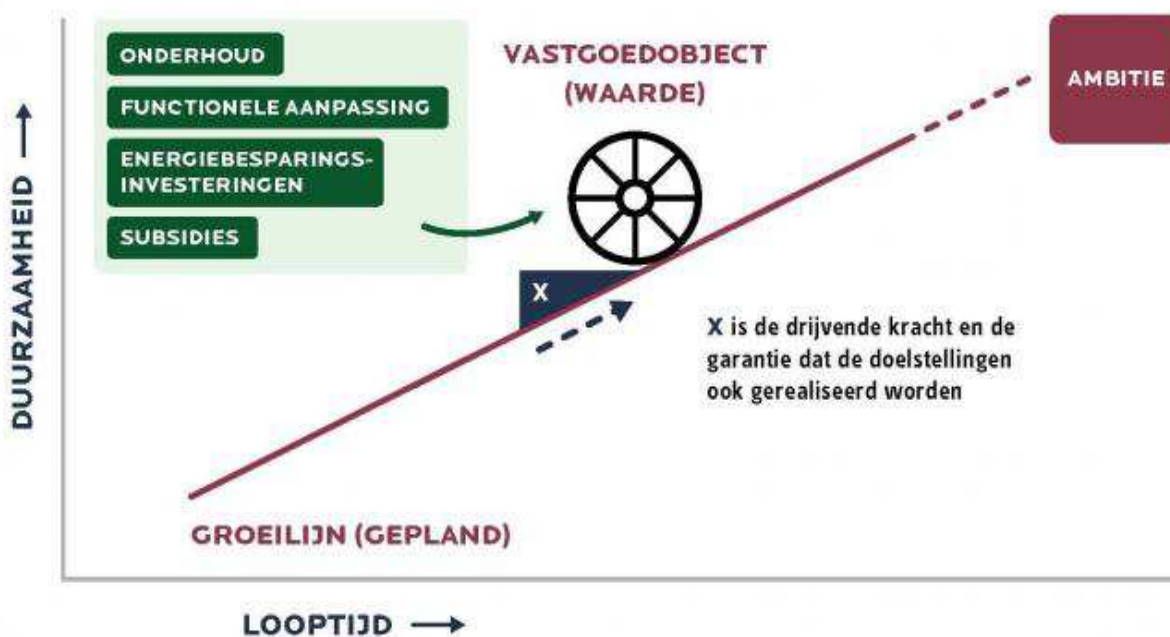 ONDERHOUD
FUNCTIONELE AANPASSING
ENERGIEBESPARINGS-
INVESTERINGEN
SUBSIDIES
VASTGOEDOBJECT
(WAARDE)
AMBITIE
DUURZAAMHEID
X
X is de drijvende kracht en de
garantie dat de doelstellingen
ook gerealiseerd worden
GROEILIJN (GEPLAND)
LOOPTIJD